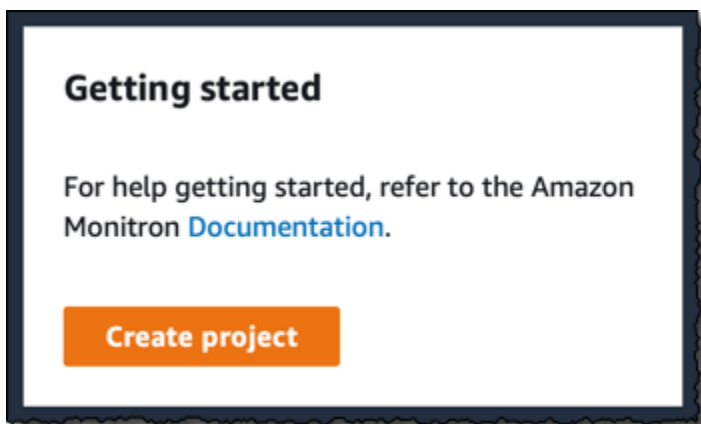 Getting started
For help getting started, refer to the Amazon
Monitron Documentation.
Create project